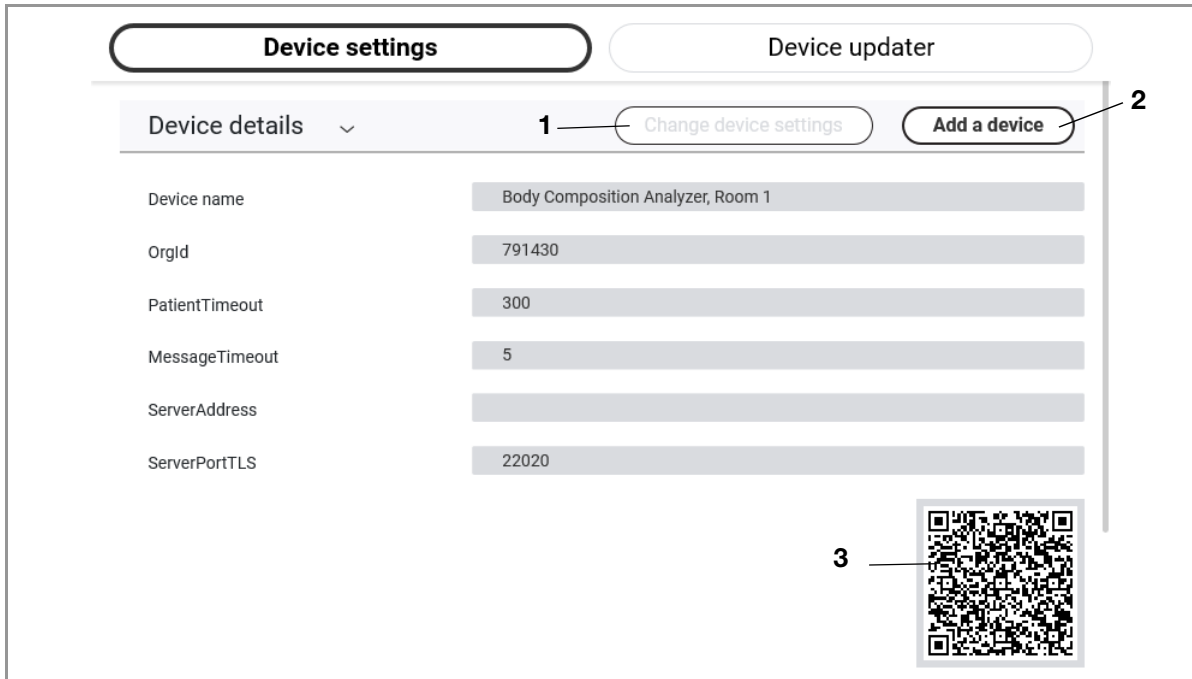 Device settings Device updater
Device details 1 Change device settings Add a device 2
Device name Body Composition Analyzer, Room 1
OrgId 791430
PatientTimeout 300
MessageTimeout 5
ServerAddress
ServerPortTLS 22020
3